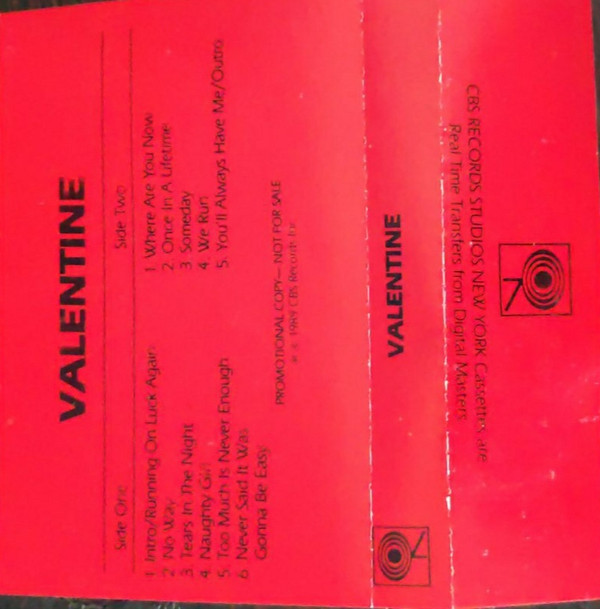 VALENTINE
Side One
1 Intro/Running On Luck Again
2. No Way
3. Tears In The Night
4. Naughty Girl
5. Too Much Is Never Enough
6 Never Said It Was
Gonna Be Easy
Side Two
1 Where Are You Now
2. Once In A Lifetime
3 Someday
4. We Run
5. You'll Always Have Me/Outro
PROMOTIONAL COPY— NOT FOR SALE
1989 CBS Records Inc
VALENTINE
CBS RECORDS STUDIOS NEW YORK Cassettes are
Real Time Transfers from Digital Masters